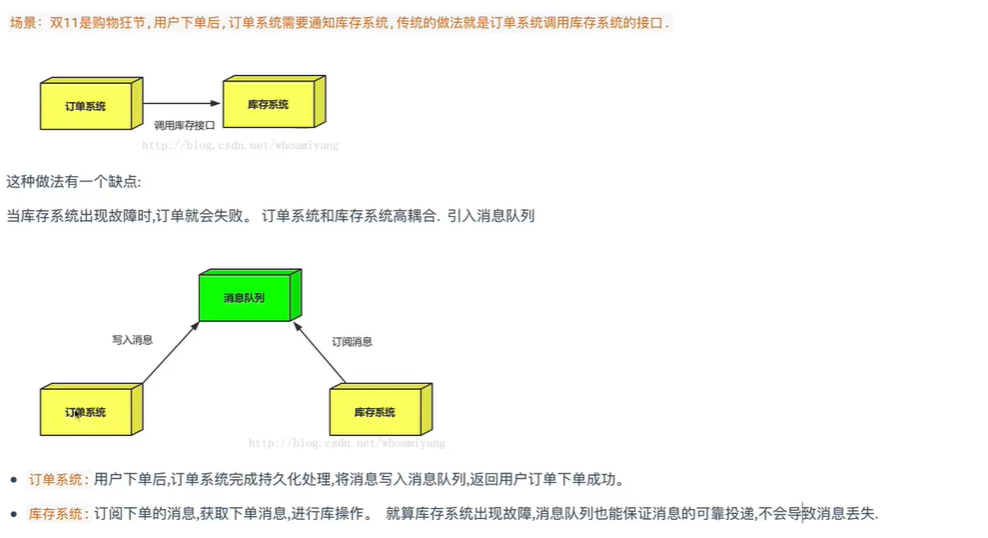 场景：双11是购物狂节,用户下单后,订单系统需要通知库存系统,传统的做法就是订单系统调用库存系统的接口.
订单系统
库存系统
调用库存接口
http://blog.csdn.net/whoamiyang
这种做法有一个缺点:
当库存系统出现故障时,订单就会失败。 订单系统和库存系统高耦合. 引入消息队列
消息队列
写入消息
订阅消息
订单系统
库存系统
http://blog.csdn.net/whoamiyang
订单系统:用户下单后,订单系统完成持久化处理,将消息写入消息队列,返回用户订单下单成功。
库存系统:订阅下单的消息,获取下单消息,进行库操作。 就算库存系统出现故障,消息队列也能保证消息的可靠投递,不会导致消息丢失.